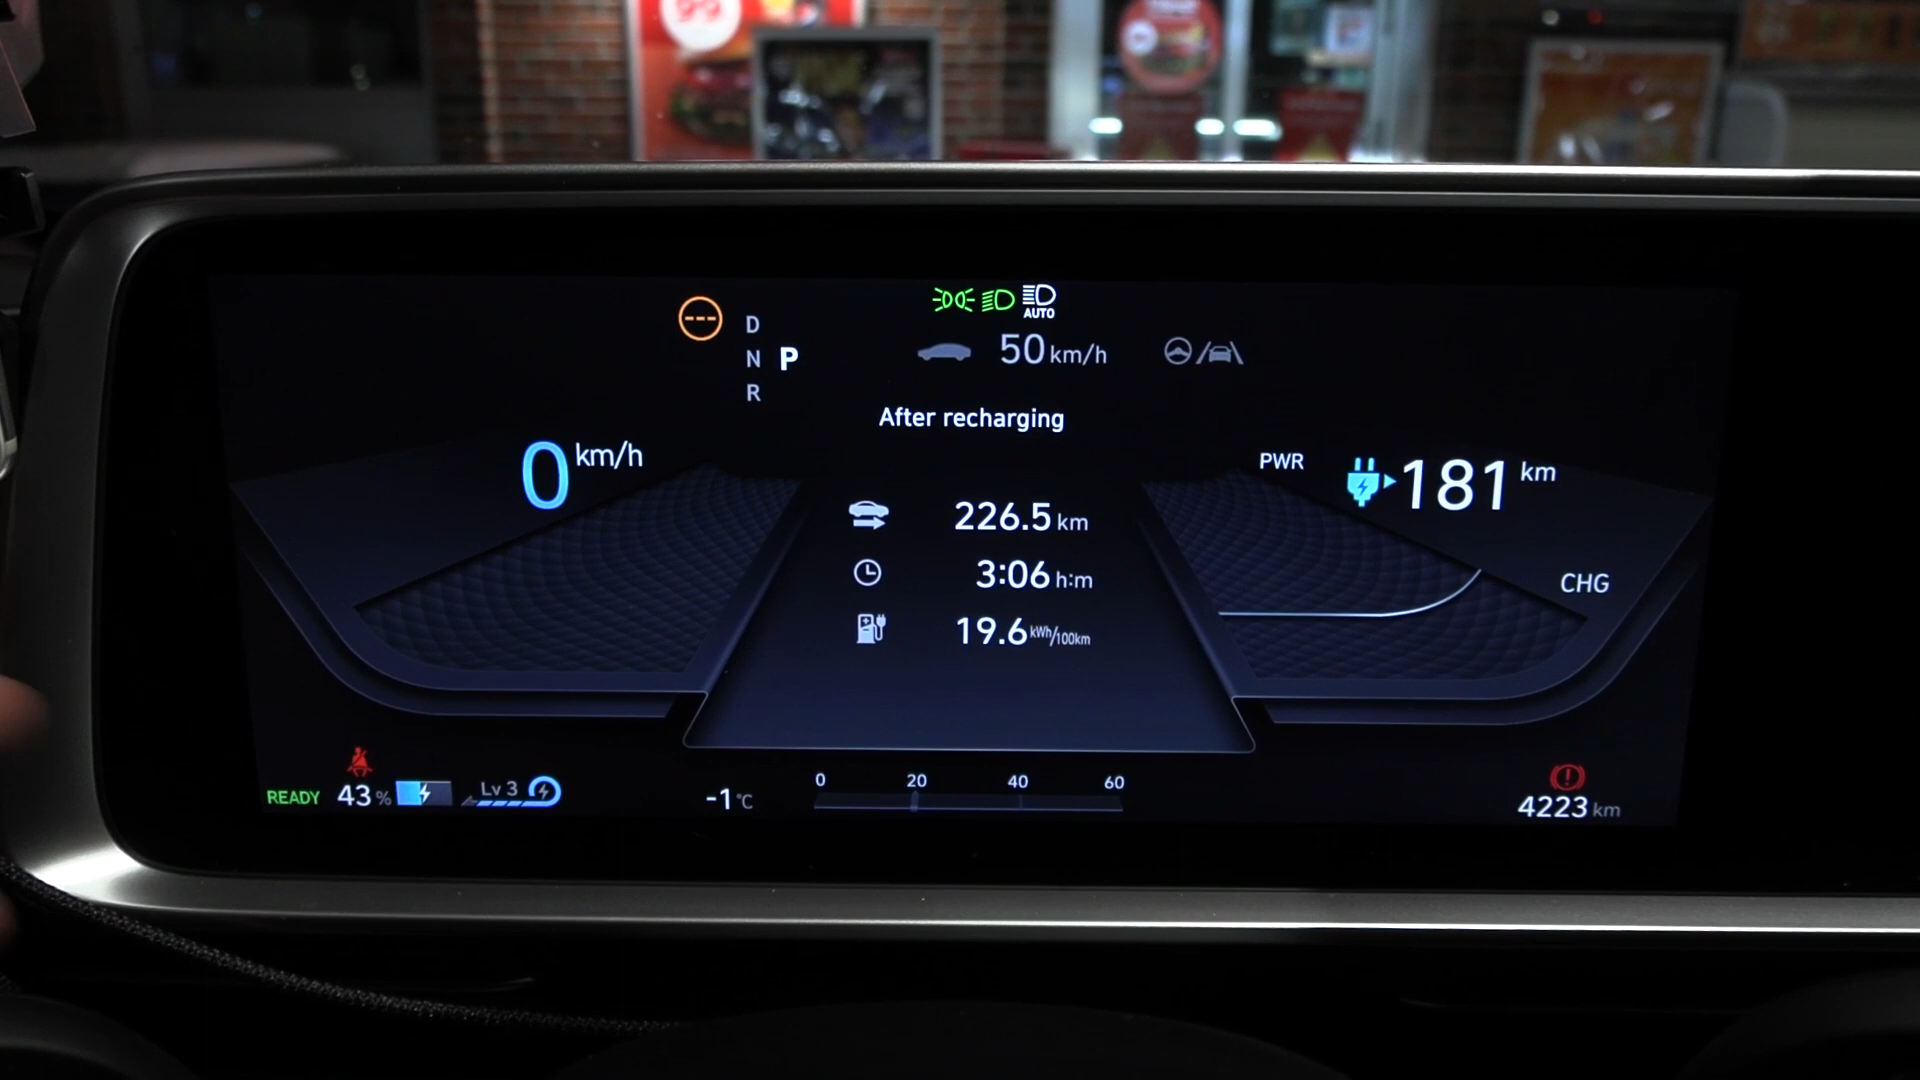 99
D
N P
R
AUTO
50 km/h
After recharging
0 km/h
PWR
181 km
226.5 km
3:06 h:m
CHG
19.6 kWh/100km
READY 43 % Lv 3
-1 °C
0 20 40 60
4223 km